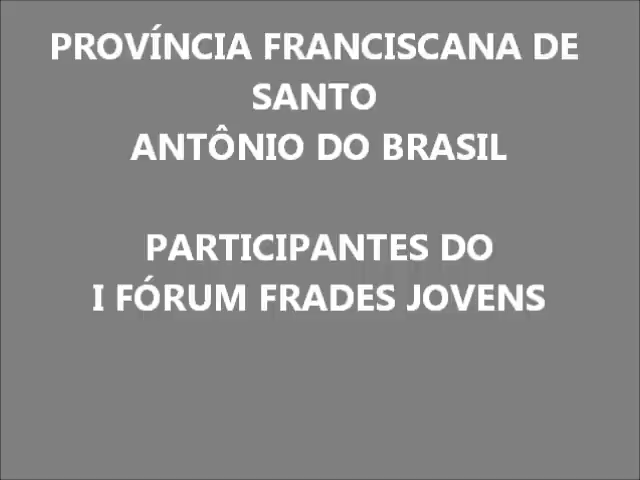 PROVÍNCIA FRANCISCANA DE
SANTO
ANTÔNIO DO BRASIL
PARTICIPANTES DO
I FÓRUM FRADES JOVENS